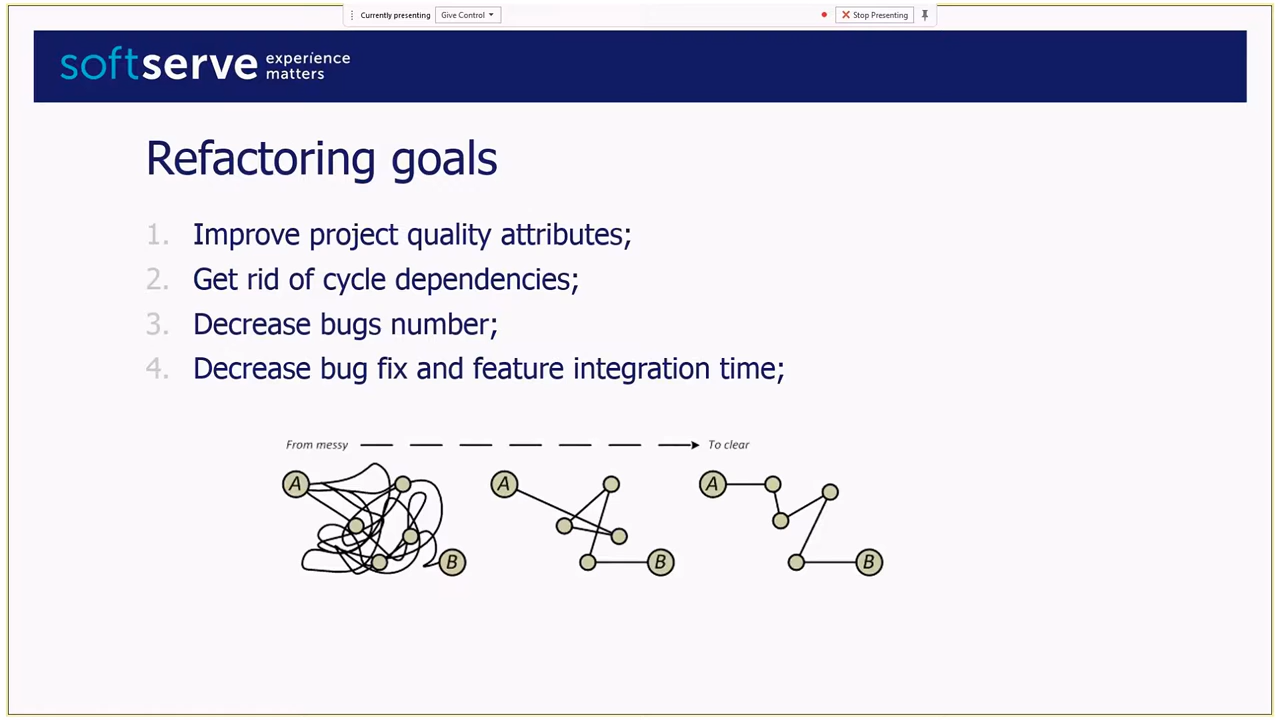 Currently presenting Give Control Stop Presenting
softserve experience matters
Refactoring goals
1. Improve project quality attributes;
2. Get rid of cycle dependencies;
3. Decrease bugs number;
4. Decrease bug fix and feature integration time;
From messy To clear
A A A
B B B